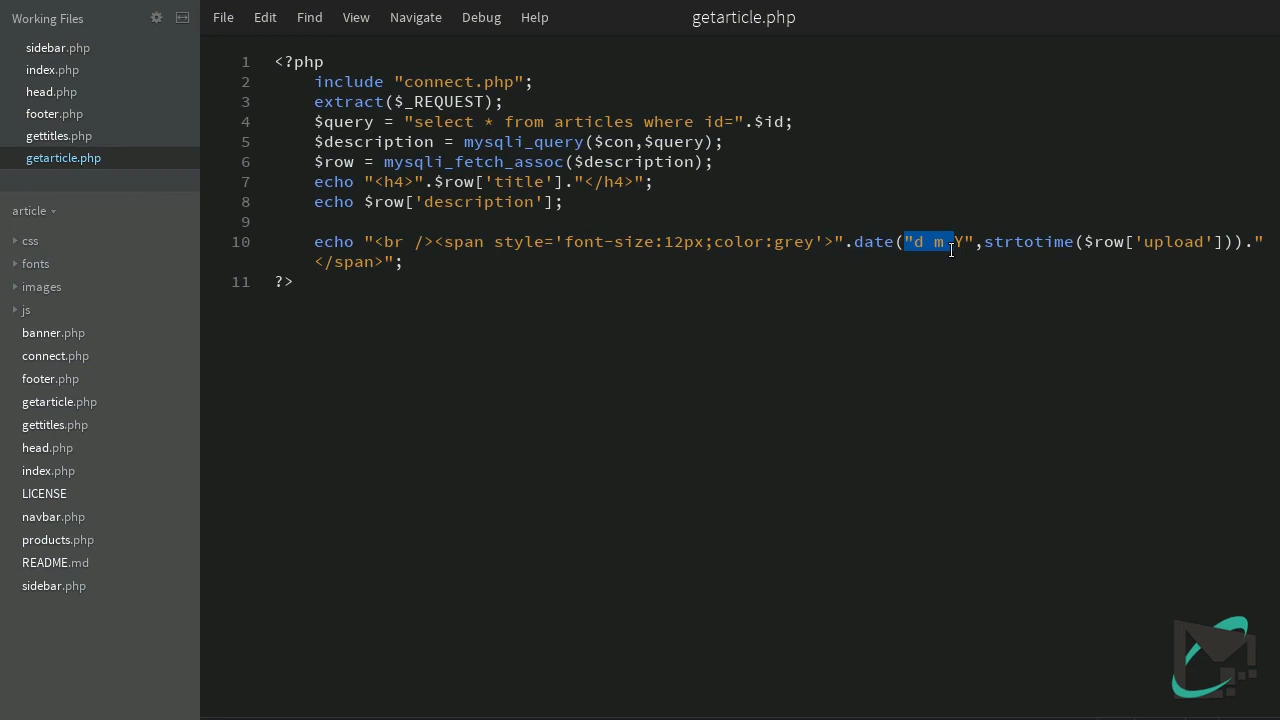 Working Files
File Edit Find View Navigate Debug Help
getarticle.php
sidebar.php
index.php
head.php
footer.php
gettitles.php
getarticle.php
article
css
fonts
images
js
banner.php
connect.php
footer.php
getarticle.php
gettitles.php
head.php
index.php
LICENSE
navbar.php
products.php
README.md
sidebar.php
1 <?php
2 include "connect.php";
3 extract($_REQUEST);
4 $query = "select * from articles where id=".$id;
5 $description = mysqli_query($con,$query);
6 $row = mysqli_fetch_assoc($description);
7 echo "<h4>".$row['title']."</h4>";
8 echo $row['description'];
9
10 echo "<br /><span style='font-size:12px;color:grey'>".date("d m Y",strtotime($row['upload']))."
</span>";
11 ?>